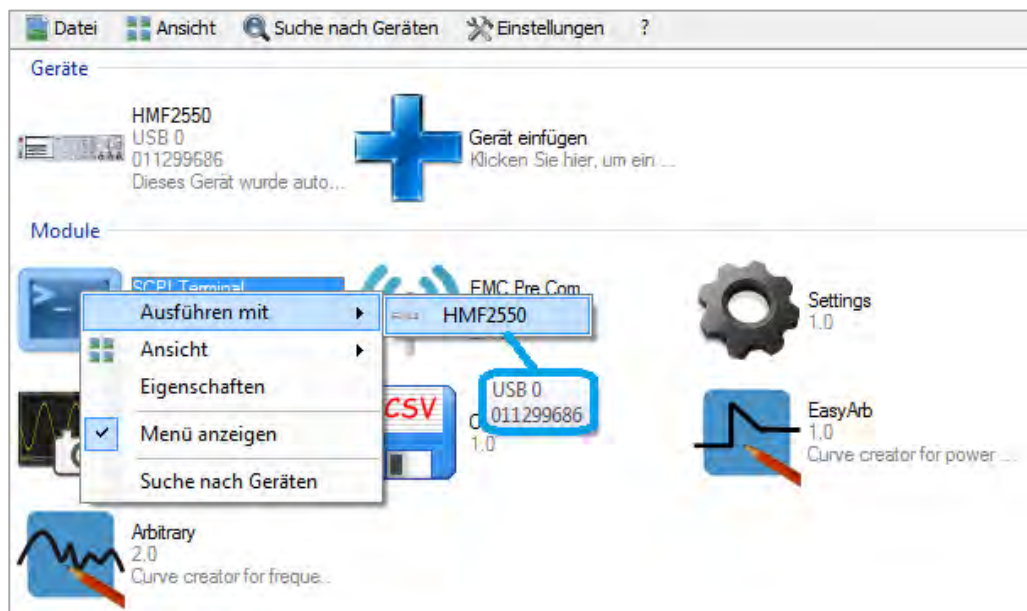 Datei Ansicht Suche nach Geräten Einstellungen ?
Geräte
HMF2550
USB 0
011299686
Dieses Gerät wurde auto...
Gerät einfügen
Klicken Sie hier, um ein ...
Module
SCPI Terminal
EMC Pre Com
Settings
1.0
Ausführen mit
HMF2550
Ansicht
Eigenschaften
Menü anzeigen
Suche nach Geräten
USB 0
011299686
CSV
1.0
EasyArb
1.0
Curve creator for power ...
Arbitrary
2.0
Curve creator for freque...